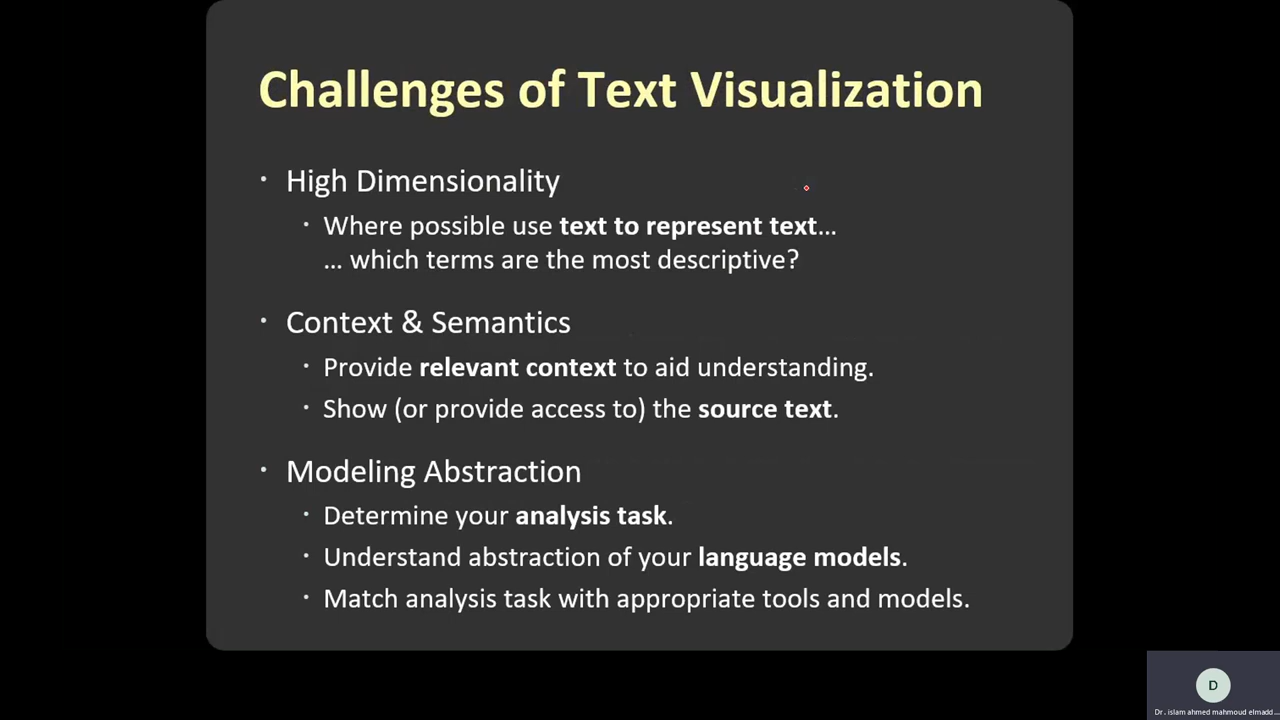 Challenges of Text Visualization
• High Dimensionality
• Where possible use text to represent text…
… which terms are the most descriptive?
• Context & Semantics
• Provide relevant context to aid understanding.
• Show (or provide access to) the source text.
• Modeling Abstraction
• Determine your analysis task.
• Understand abstraction of your language models.
• Match analysis task with appropriate tools and models.
D
Dr. islam ahmed mahmoud elmadd...